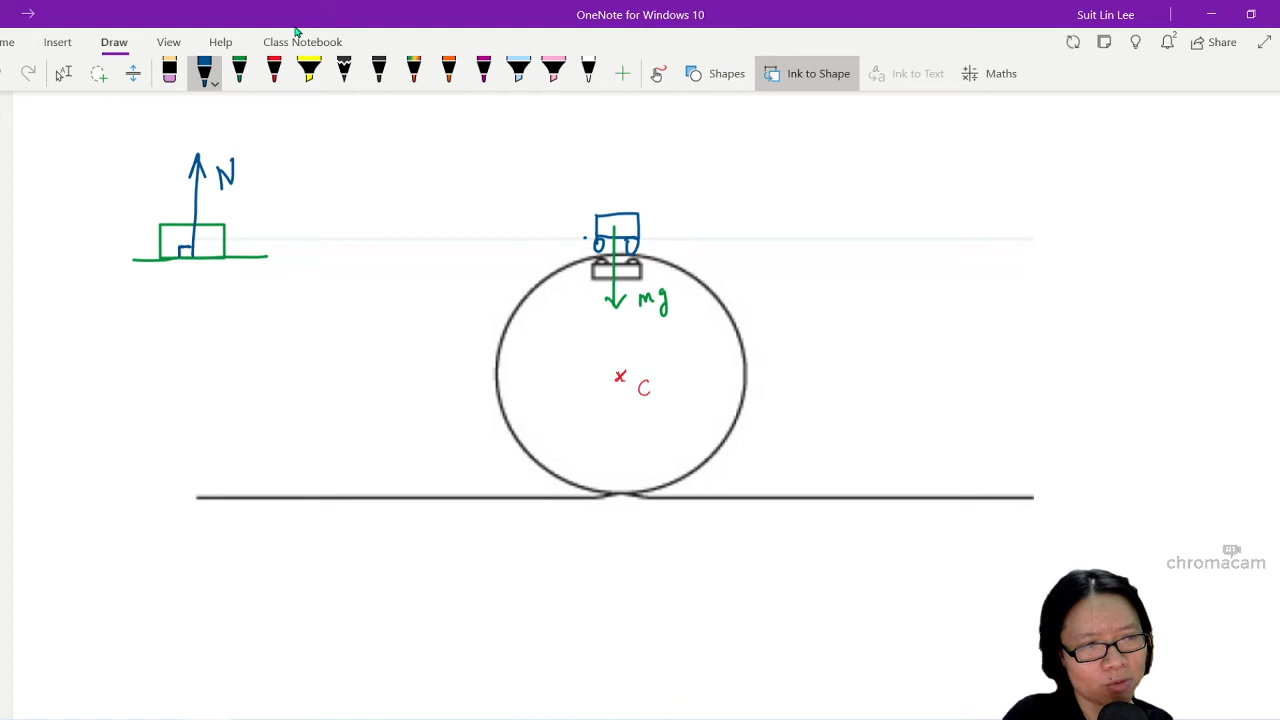 OneNote for Windows 10
Suit Lin Lee
me
Insert
Draw
View
Help
Class Notebook
Share
Shapes
Ink to Shape
Ink to Text
Maths
N
mg
C
chromacam